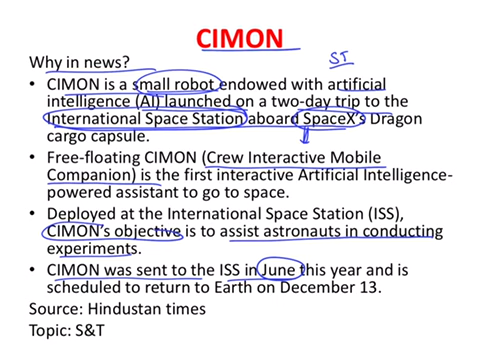 CIMON
ST
Why in news?
• CIMON is a small robot endowed with artificial
intelligence (AI) launched on a two-day trip to the
International Space Station aboard SpaceX's Dragon
cargo capsule.
• Free-floating CIMON (Crew Interactive Mobile
Companion) is the first interactive Artificial Intelligence-
powered assistant to go to space.
• Deployed at the International Space Station (ISS),
CIMON's objective is to assist astronauts in conducting
experiments.
• CIMON was sent to the ISS in June this year and is
scheduled to return to Earth on December 13.
Source: Hindustan times
Topic: S&T